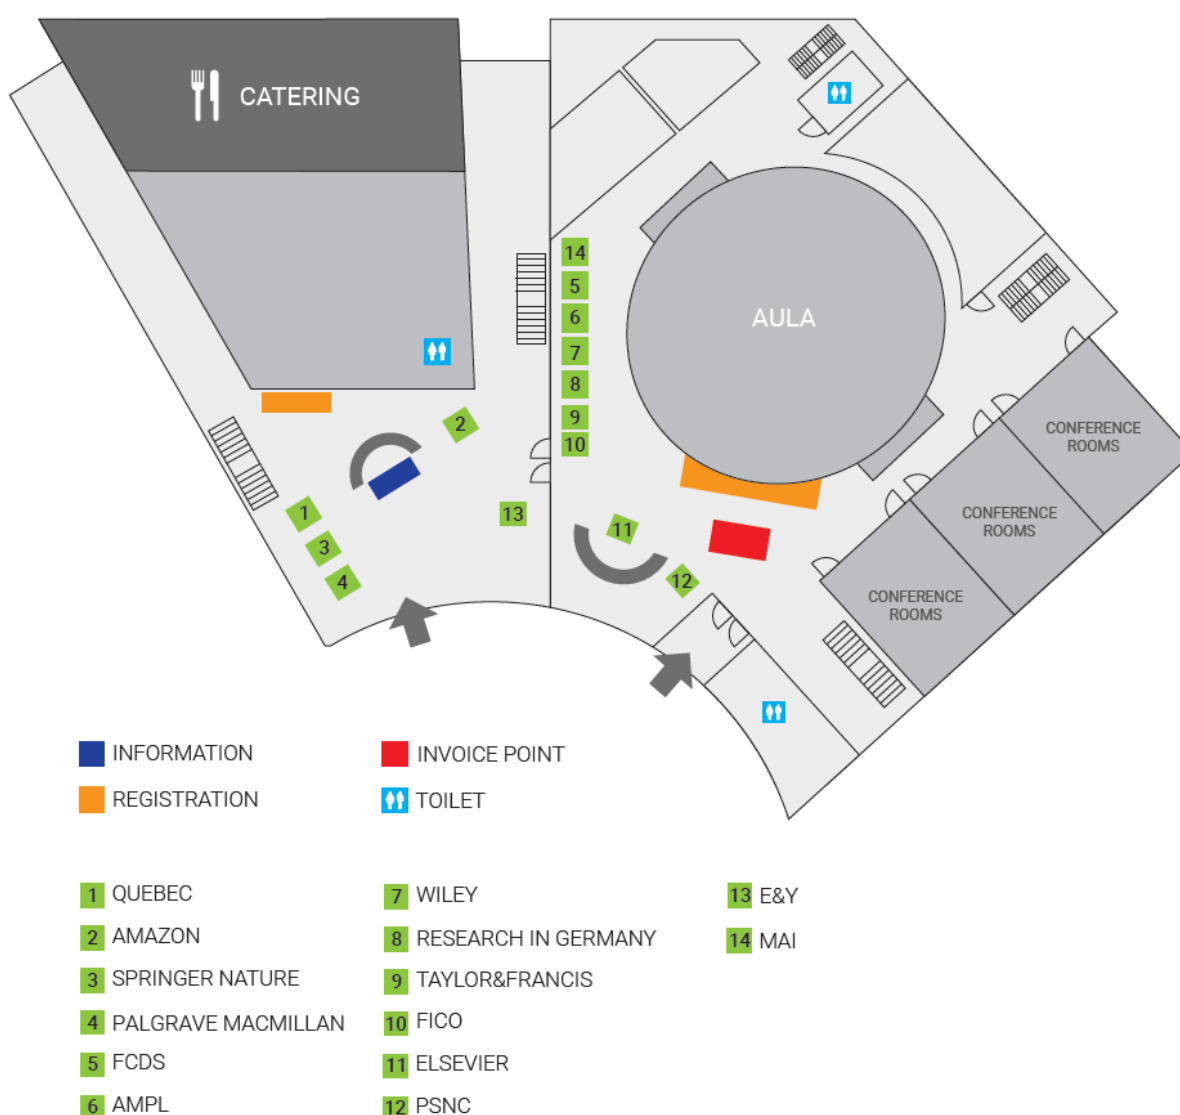 CATERING
14
5
6
AULA
7
8
2
9
10
CONFERENCE
ROOMS
1
13
11
CONFERENCE
ROOMS
3
4
12
CONFERENCE
ROOMS
INFORMATION
INVOICE POINT
REGISTRATION
TOILET
1 QUEBEC
2 AMAZON
3 SPRINGER NATURE
4 PALGRAVE MACMILLAN
5 FCDS
6 AMPL
7 WILEY
8 RESEARCH IN GERMANY
9 TAYLOR&FRANCIS
10 FICO
11 ELSEVIER
12 PSNC
13 E&Y
14 MAI